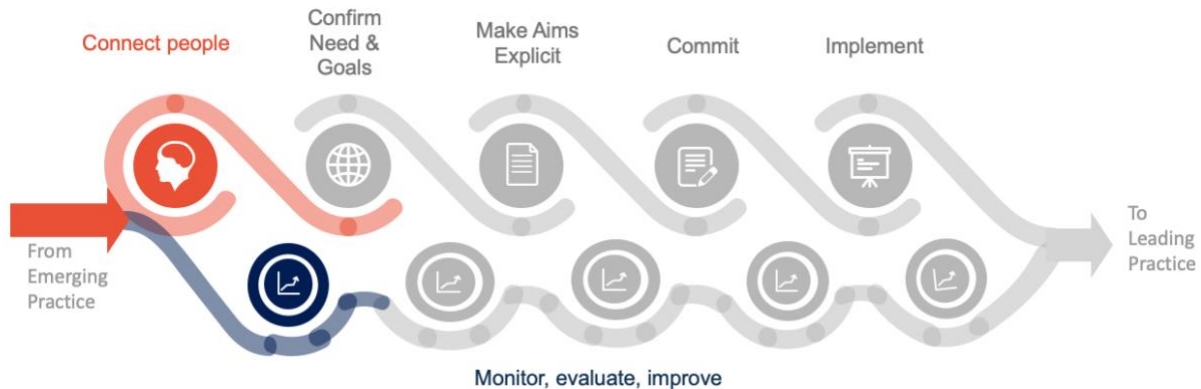 Connect people
Confirm
Need &
Goals
Make Aims
Explicit
Commit
Implement
From
Emerging
Practice
To
Leading
Practice
Monitor, evaluate, improve